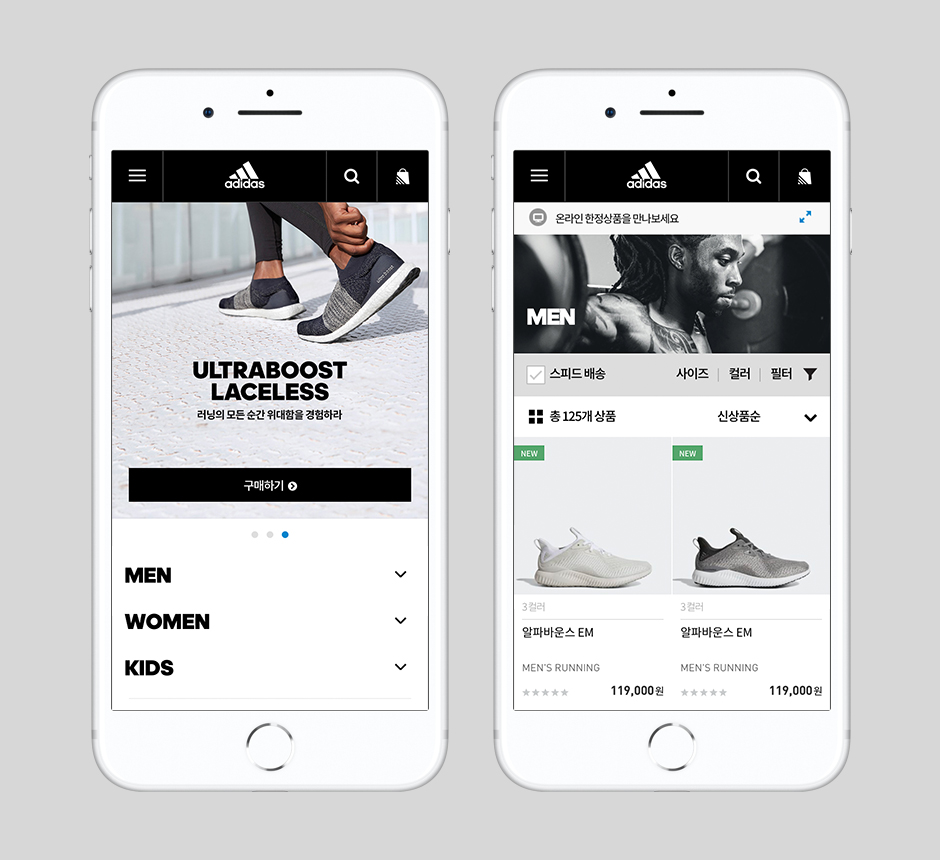 adidas
ULTRABOOST
LACELESS
러닝의 모든 순간 위대함을 경험하라
구매하기
MEN
WOMEN
KIDS
adidas
온라인 한정상품을 만나보세요
MEN
스피드 배송 사이즈 | 컬러 | 필터
총 125개 상품 신상품순
NEW NEW
3컬러 3컬러
알파바운스 EM 알파바운스 EM
MEN'S RUNNING MEN'S RUNNING
119,000원 119,000원